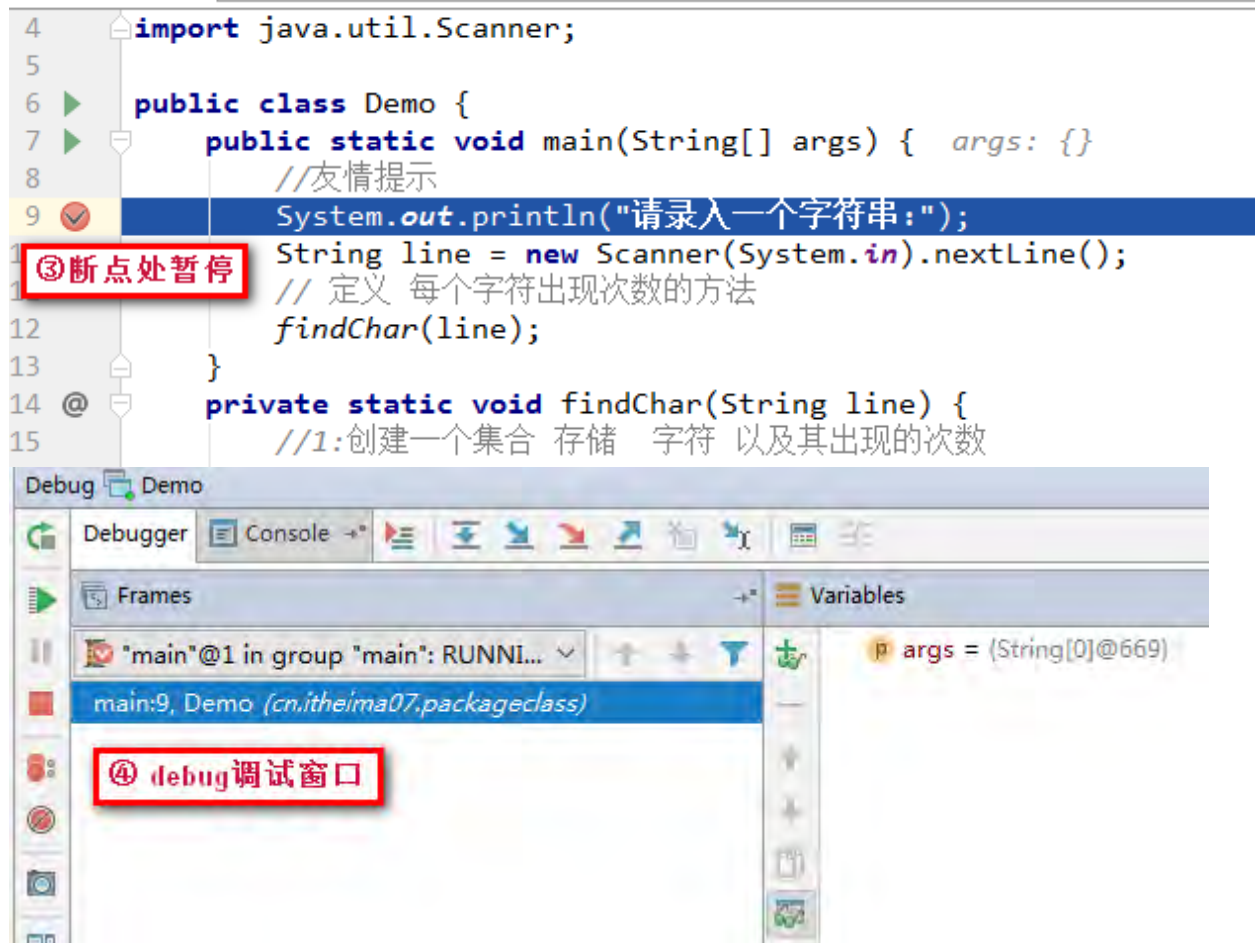 4 import java.util.Scanner;
5
6 public class Demo {
7 public static void main(String[] args) { args: {}
8 //友情提示
9 System.out.println("请录入一个字符串:");
1 String line = new Scanner(System.in).nextLine();
③断点处暂停
1 // 定义 每个字符出现次数的方法
12 findChar(line);
13 }
14 @ private static void findChar(String line) {
15 //1:创建一个集合 存储 字符 以及其出现的次数
Debug Demo
Debugger Console
Frames Variables
"main"@1 in group "main": RUNNI... args = {String[0]@669}
main:9, Demo (cn.itheima07.packageclass)
④ debug调试窗口